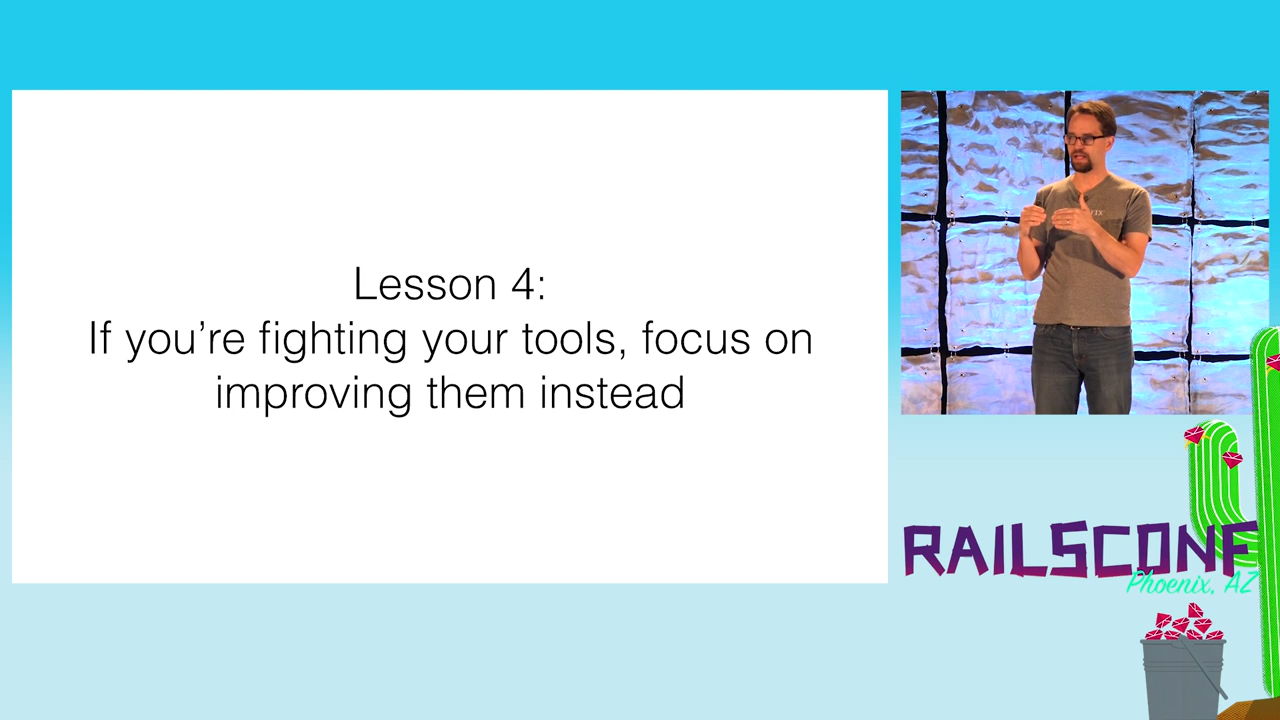 Lesson 4:
If you’re fighting your tools, focus on
improving them instead
RAILSCONF
Phoenix, AZ